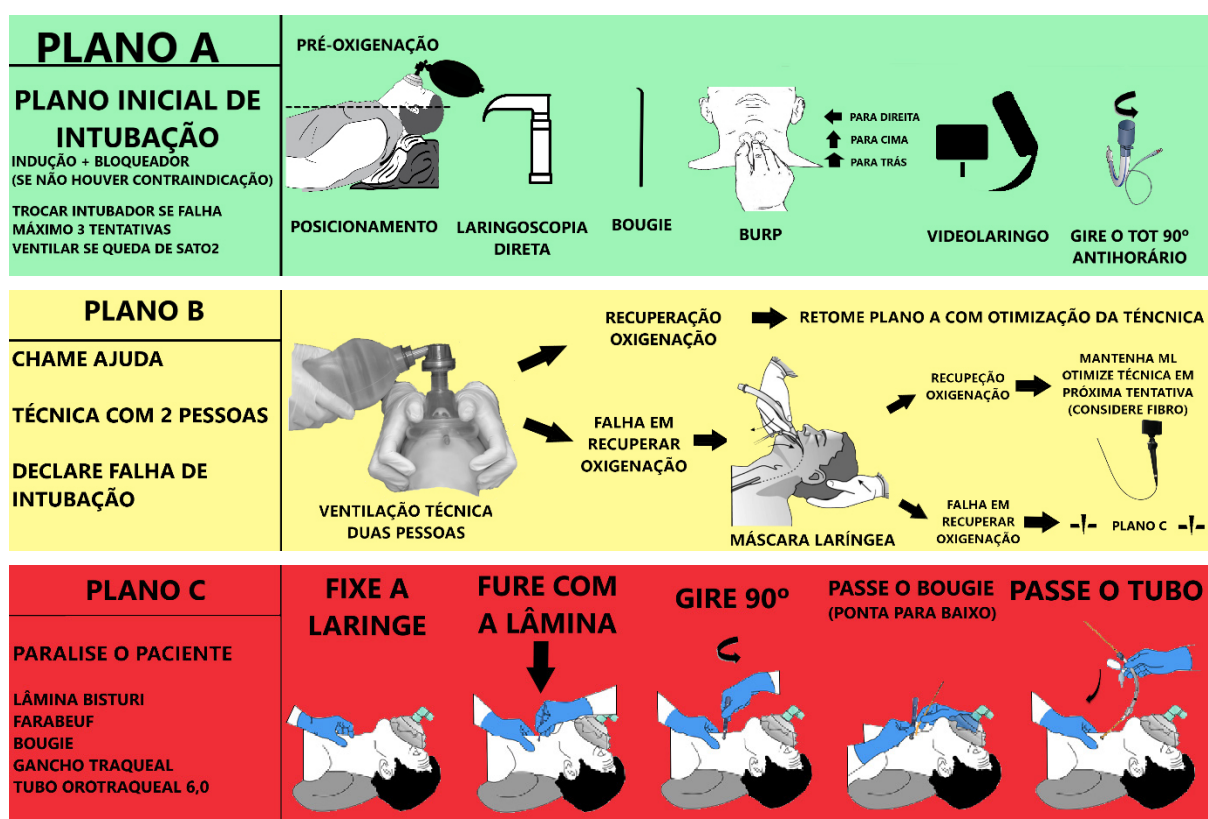 PLANO A
PLANO INICIAL DE
INTUBAÇÃO
INDUÇÃO + BLOQUEADOR
(SE NÃO HOUVER CONTRAINDICAÇÃO)
TROCAR INTUBADOR SE FALHA
MÁXIMO 3 TENTATIVAS
VENTILAR SE QUEDA DE SATO2
PRÉ-OXIGENAÇÃO
POSICIONAMENTO
LARINGOSCOPIA
DIRETA
BOUGIE
PARA DIREITA
PARA CIMA
PARA TRÁS
BURP
VIDEOLARINGO
GIRE O TOT 90º
ANTIHORÁRIO
PLANO B
CHAME AJUDA
TÉCNICA COM 2 PESSOAS
DECLARE FALHA DE
INTUBAÇÃO
VENTILAÇÃO TÉCNICA
DUAS PESSOAS
RECUPERAÇÃO
OXIGENAÇÃO
RETOME PLANO A COM OTIMIZAÇÃO DA TÉNCNICA
FALHA EM
RECUPERAR
OXIGENAÇÃO
MÁSCARA LARÍNGEA
RECUPEÇÃO
OXIGENAÇÃO
MANTENHA ML
OTIMIZE TÉCNICA EM
PRÓXIMA TENTATIVA
(CONSIDERE FIBRO)
FALHA EM
RECUPERAR
OXIGENAÇÃO
PLANO C
PLANO C
PARALISE O PACIENTE
LÂMINA BISTURI
FARABEUF
BOUGIE
GANCHO TRAQUEAL
TUBO OROTRAQUEAL 6,0
FIXE A
LARINGE
FURE COM
A LÂMINA
GIRE 90º
PASSE O BOUGIE
(PONTA PARA BAIXO)
PASSE O TUBO